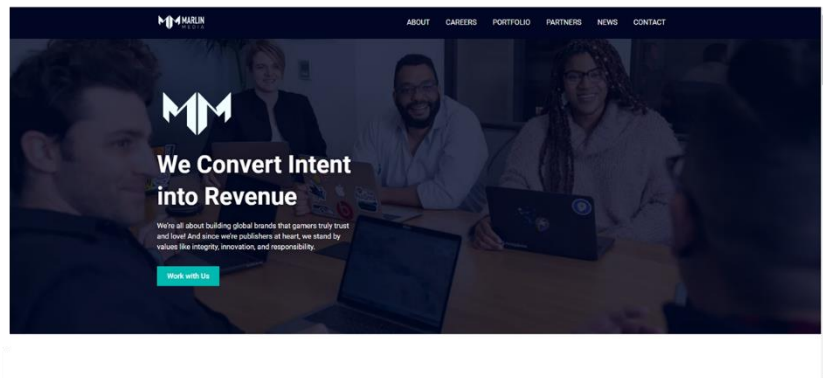 MARLIN
MEDIA
ABOUT CAREERS PORTFOLIO PARTNERS NEWS CONTACT
We Convert Intent
into Revenue
We're all about building global brands that gamers truly trust
and love! And since we're publishers at heart, we stand by
values like integrity, innovation, and responsibility.
Work with Us